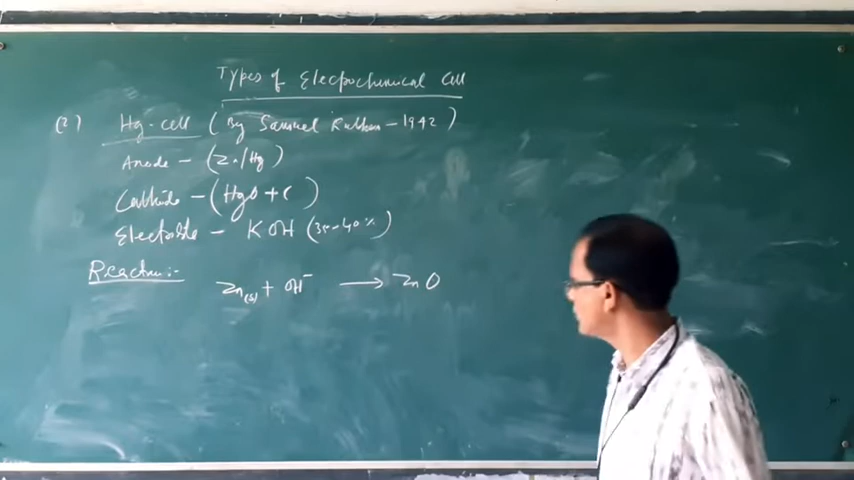 Types of Electrochemical Cell
(2) Hg-cell (By Samuel Ruben - 1942)
Anode - (Zn/Hg)
Cathode - (HgO + C)
Electrolyte - KOH (35-40%)
Reaction:-
Zn(s) + OH⁻ ⟶ ZnO